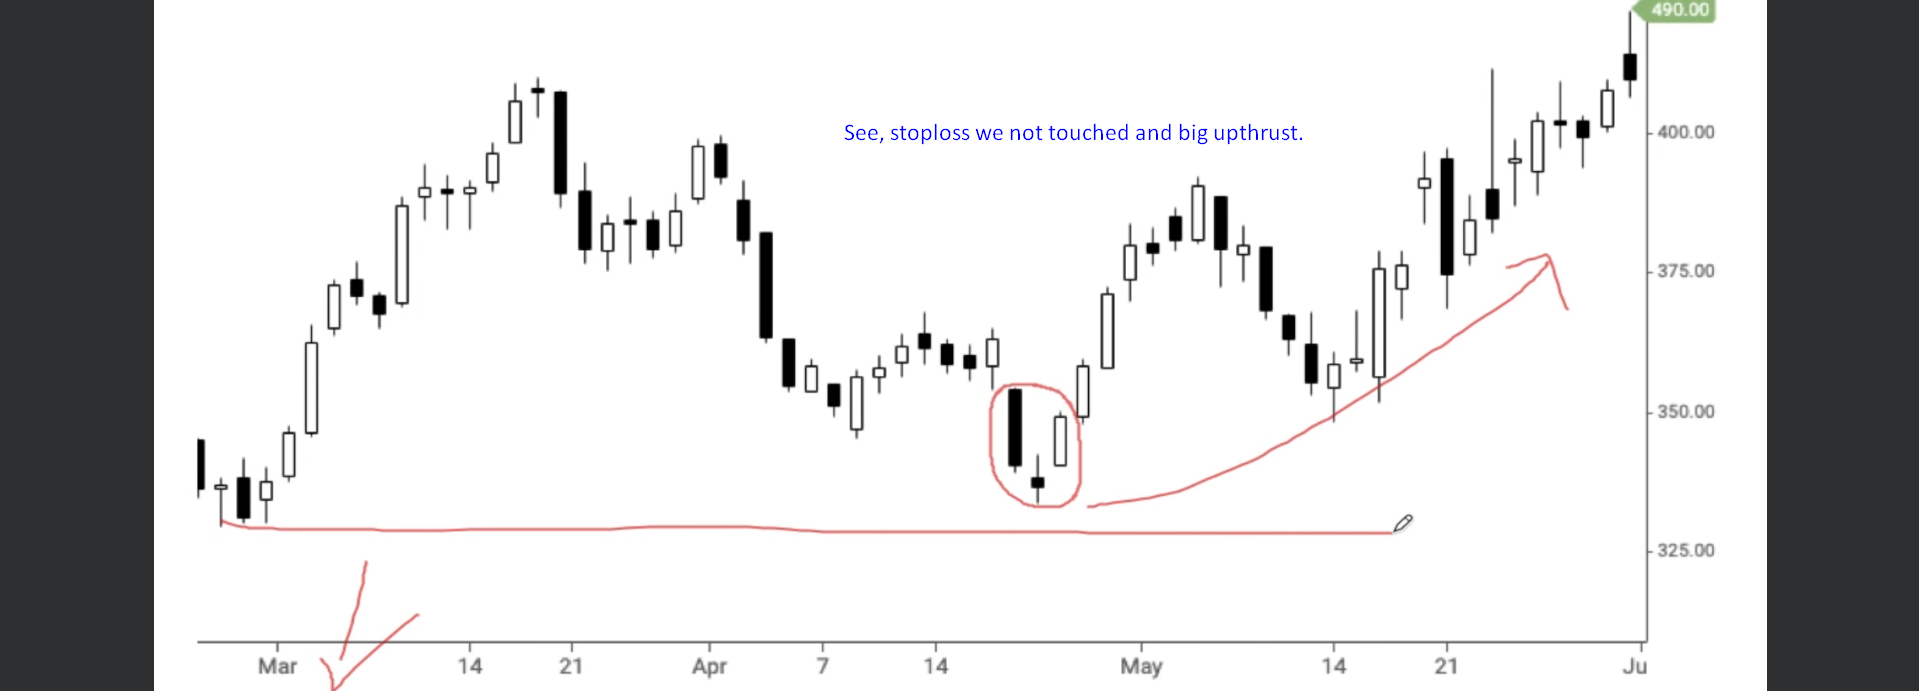 490.00
See, stoploss we not touched and big upthrust.
400.00
375.00
350.00
325.00
Mar 14 21 Apr 7 14 May 14 21 Ju